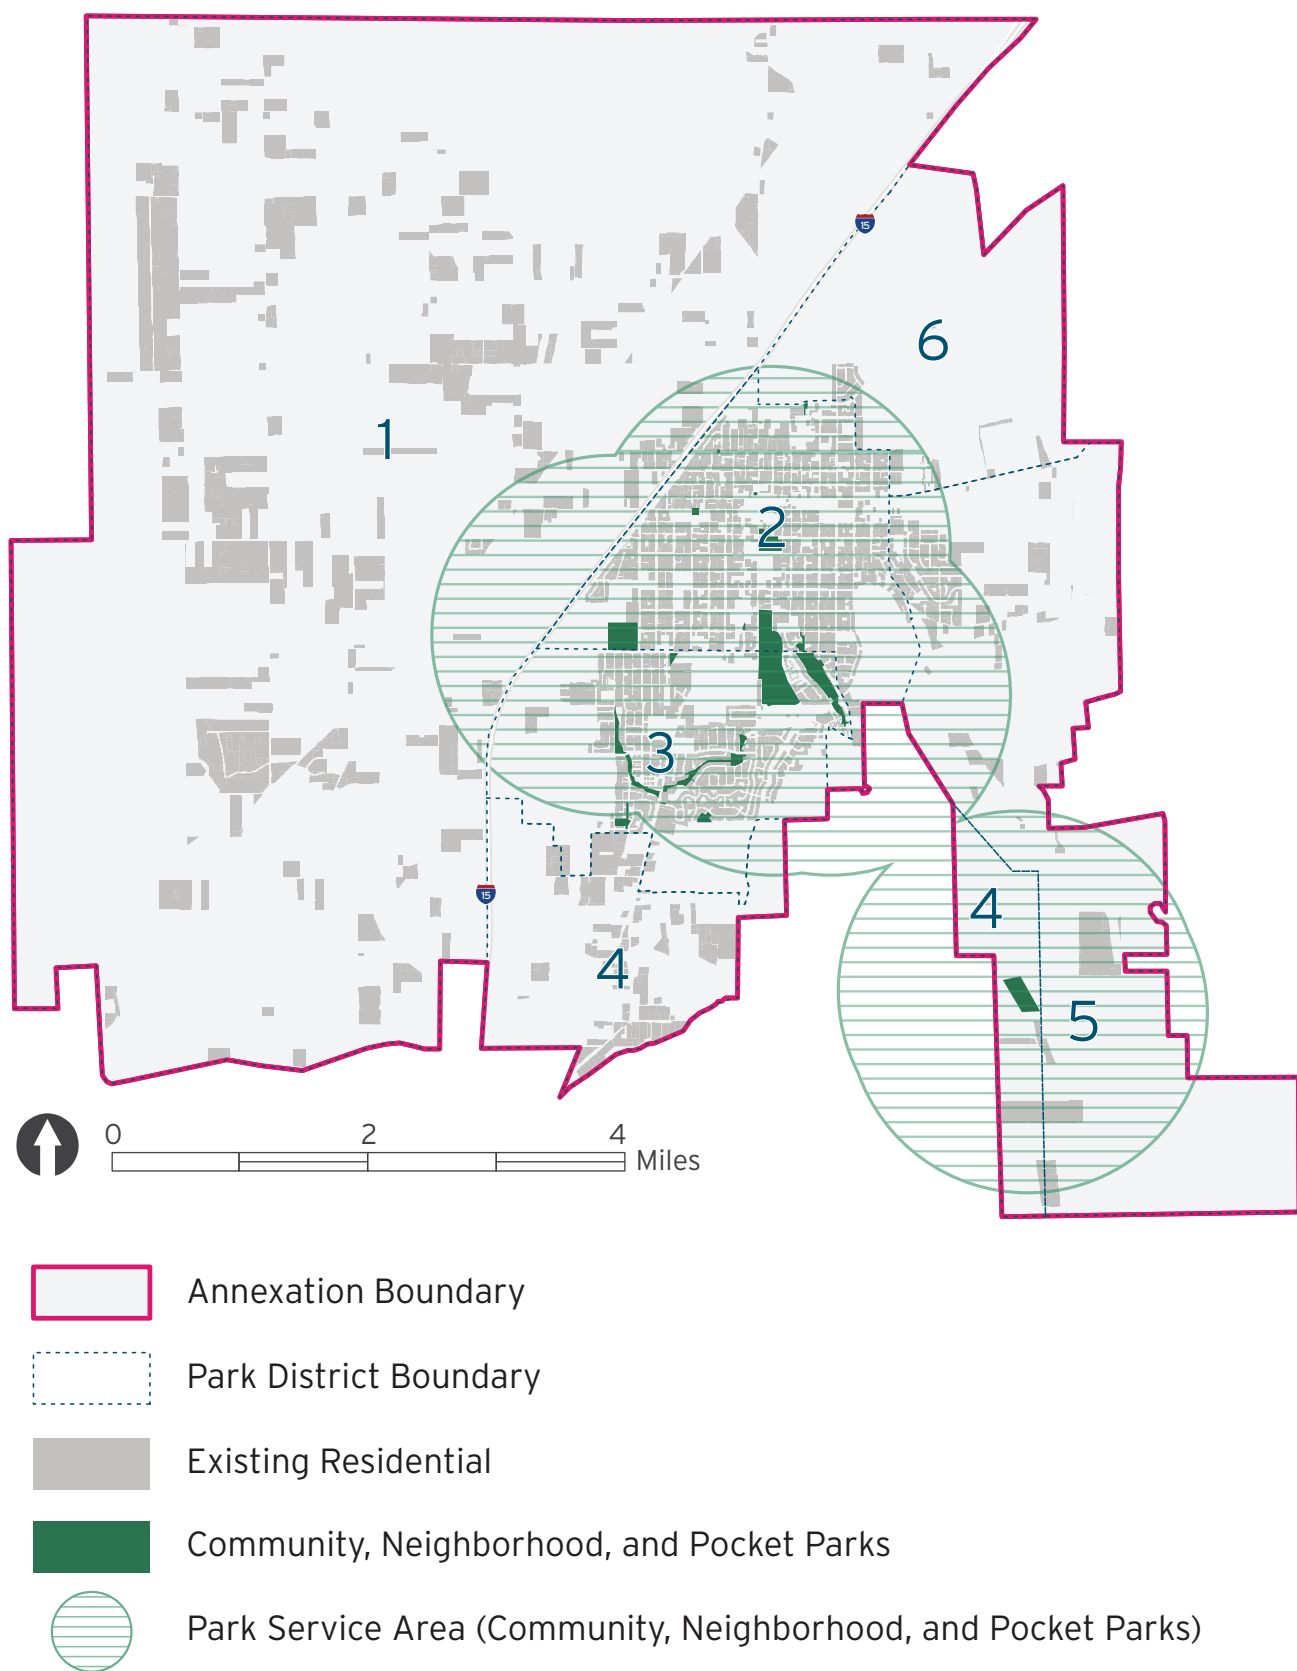 15
6
1
2
3
15
4
4
5
0 2 4
Miles
Annexation Boundary
Park District Boundary
Existing Residential
Community, Neighborhood, and Pocket Parks
Park Service Area (Community, Neighborhood, and Pocket Parks)